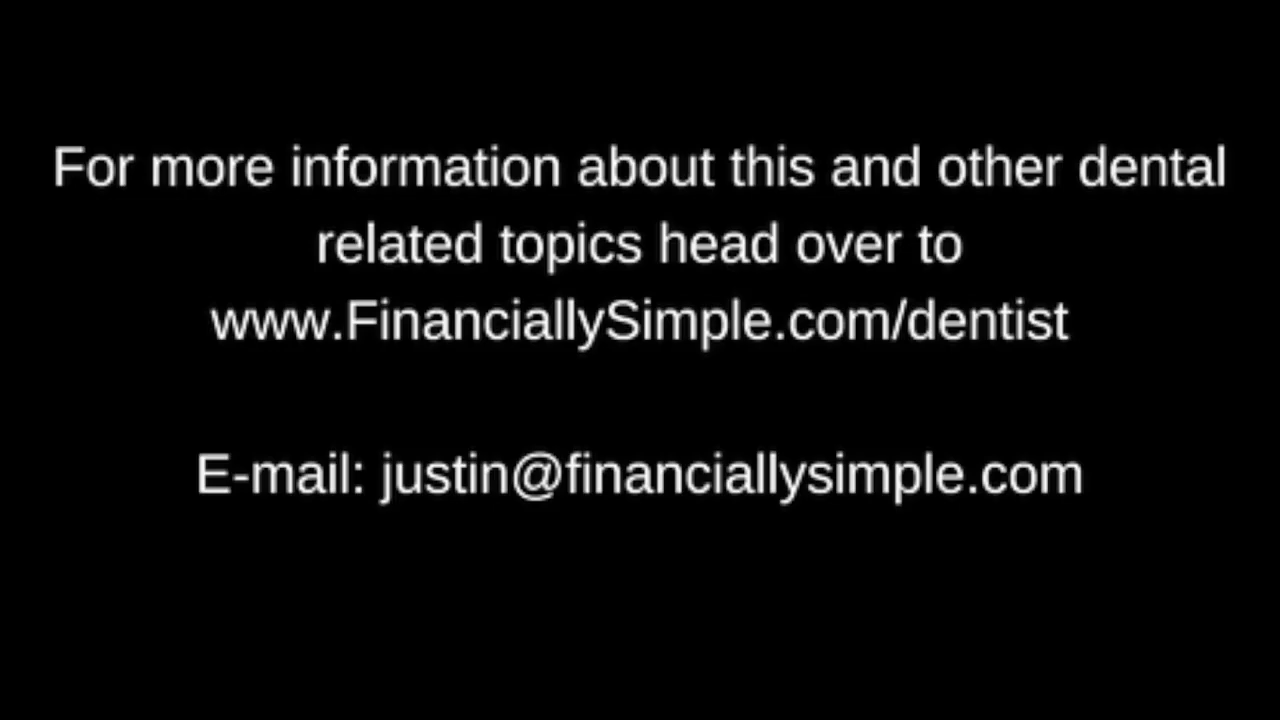 For more information about this and other dental
related topics head over to
www.FinanciallySimple.com/dentist
E-mail: justin@financiallysimple.com